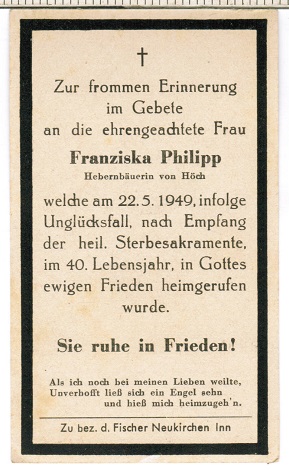 Zur frommen Erinnerung
im Gebete
an die ehrengeachtete Frau
Franziska Philipp
Hebernbäuerin von Höch
welche am 22. 5. 1949, infolge
Unglücksfall, nach Empfang
der heil. Sterbesakramente,
im 40. Lebensjahr, in Gottes
ewigen Frieden heimgerufen
wurde.
Sie ruhe in Frieden!
Als ich noch bei meinen Lieben weilte,
Unverhofft ließ sich ein Engel sehn
und hieß mich heimzugeh'n.
Zu bez. d. Fischer Neukirchen Inn